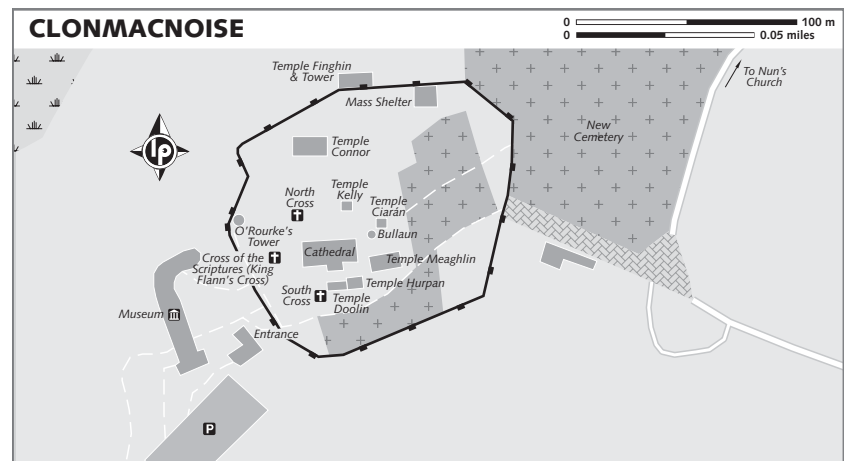 CLONMACNOISE
0 100 m
0 0.05 miles
Temple Finghin
& Tower
Mass Shelter
To Nun's
Church
New
Cemetery
lp
Temple
Connor
North
Cross
Temple
Kelly
Temple
Ciarán
Bullaun
O'Rourke's
Tower
Cathedral
Cross of the
Scriptures (King
Flann's Cross)
Temple Meaghlin
Temple Hurpan
South
Cross
Temple
Doolin
Museum
Entrance
P